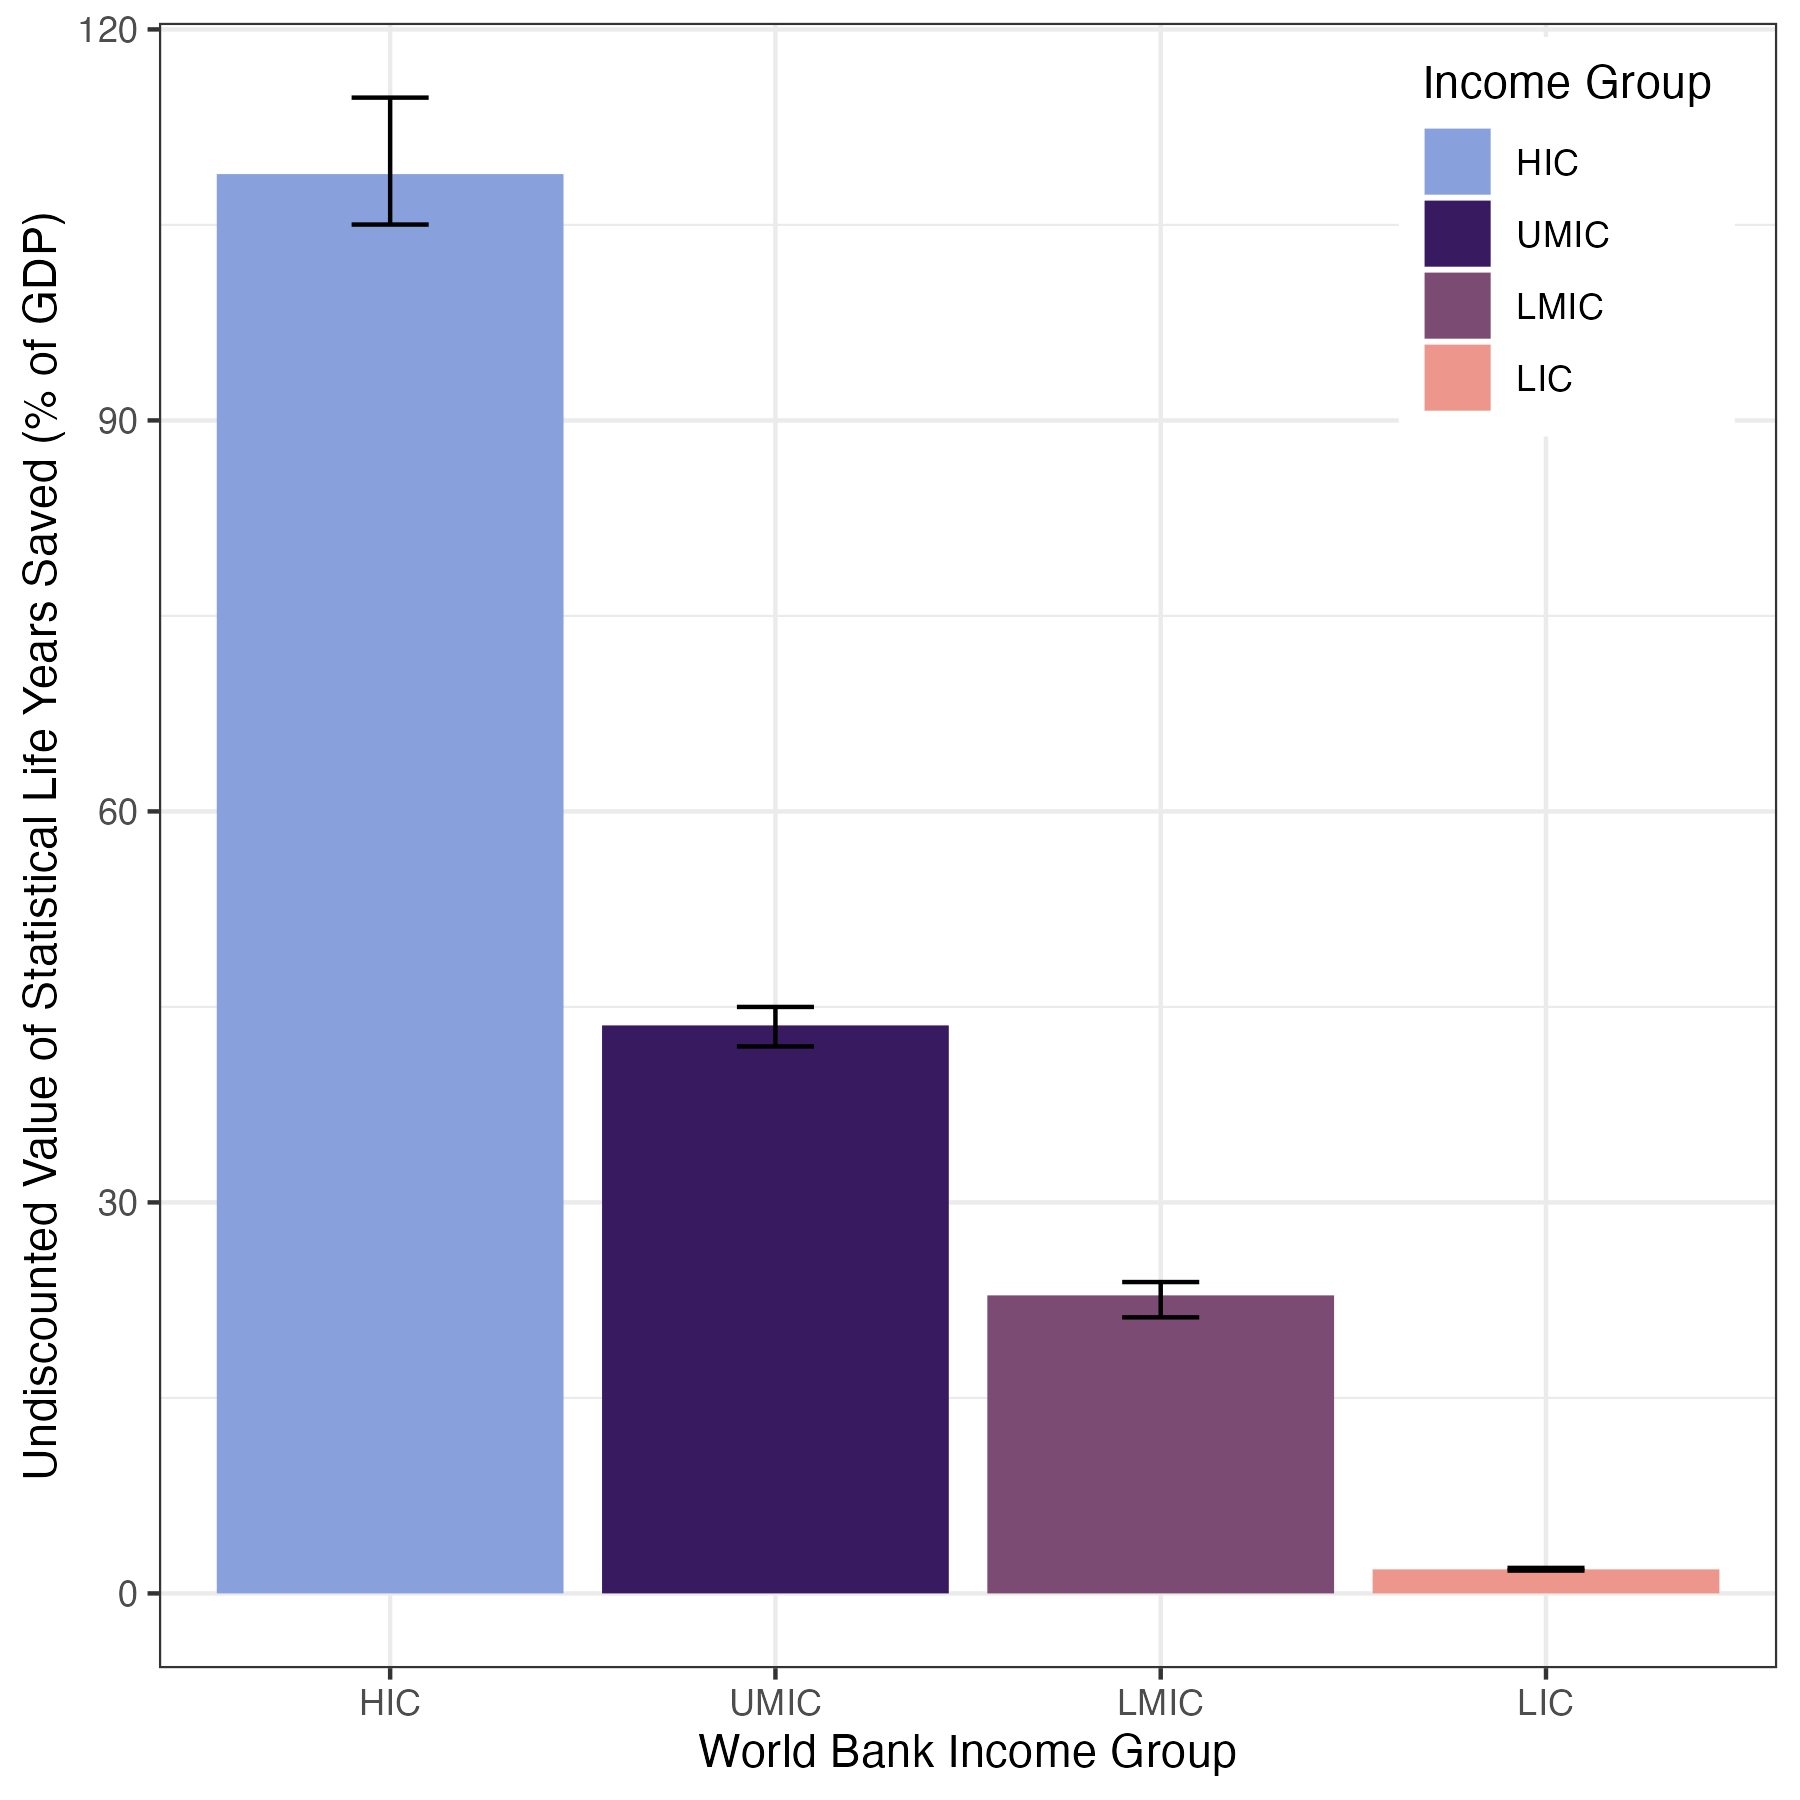 Undiscounted Value of Statistical Life Years Saved (% of GDP)
120
90
60
30
0
Income Group
HIC
UMIC
LMIC
LIC
HIC
UMIC
LMIC
LIC
World Bank Income Group